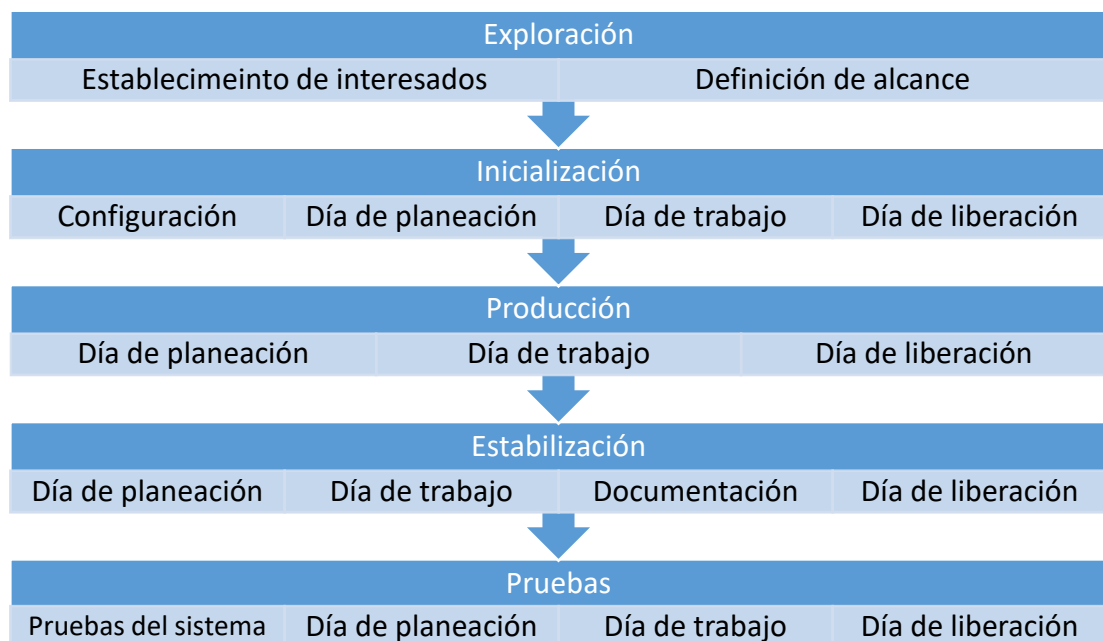 Exploración
Establecimeinto de interesados Definición de alcance
Inicialización
Configuración Día de planeación Día de trabajo Día de liberación
Producción
Día de planeación Día de trabajo Día de liberación
Estabilización
Día de planeación Día de trabajo Documentación Día de liberación
Pruebas
Pruebas del sistema Día de planeación Día de trabajo Día de liberación